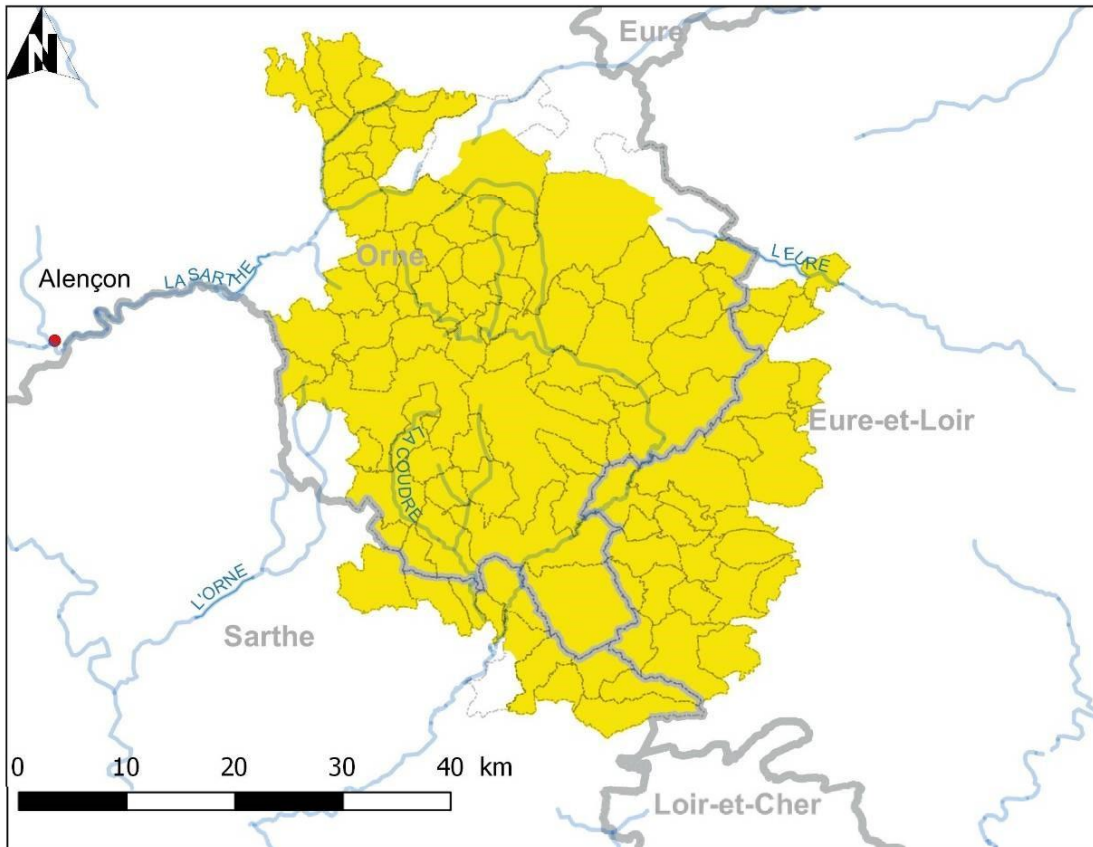 N
Eure
Orne
LA SARTHE
LEURE
Alençon
Eure-et-Loir
LA COUDRE
L'ORNE
Sarthe
0 10 20 30 40 km
Loir-et-Cher